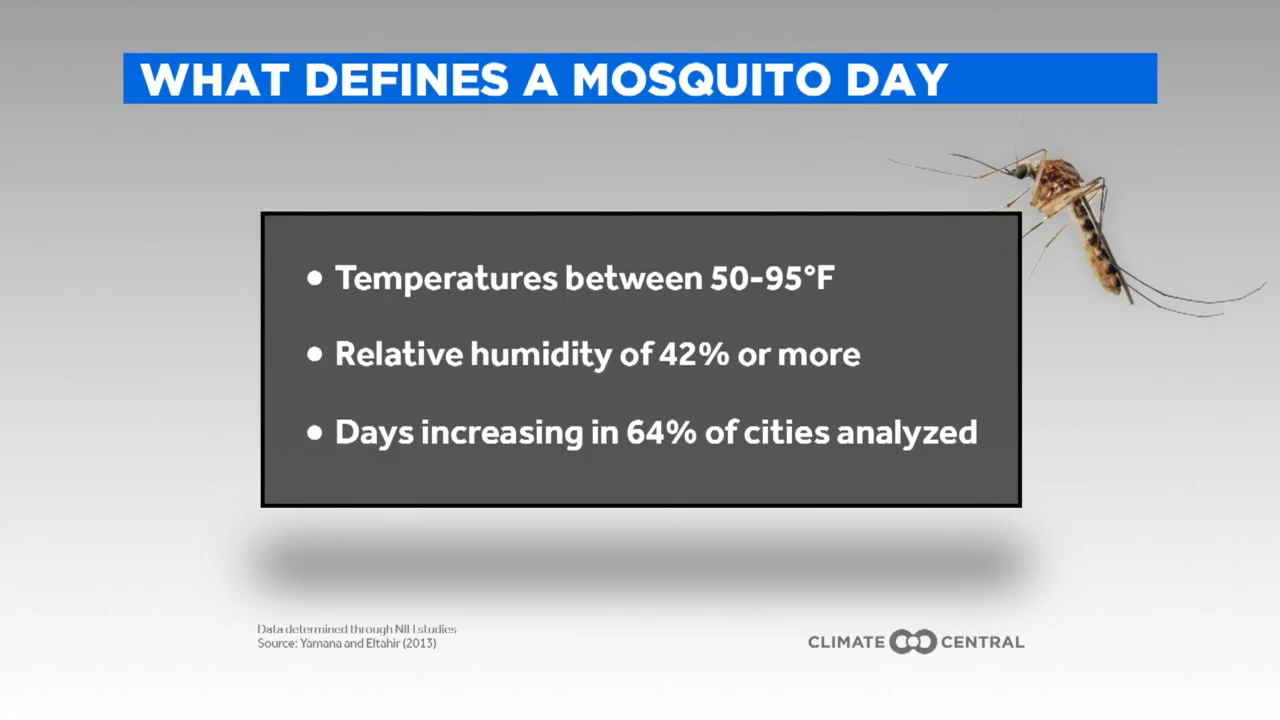 WHAT DEFINES A MOSQUITO DAY
• Temperatures between 50-95°F
• Relative humidity of 42% or more
• Days increasing in 64% of cities analyzed
Data determined through NIH studies
Source: Yamana and Eltahir (2013)
CLIMATE CENTRAL